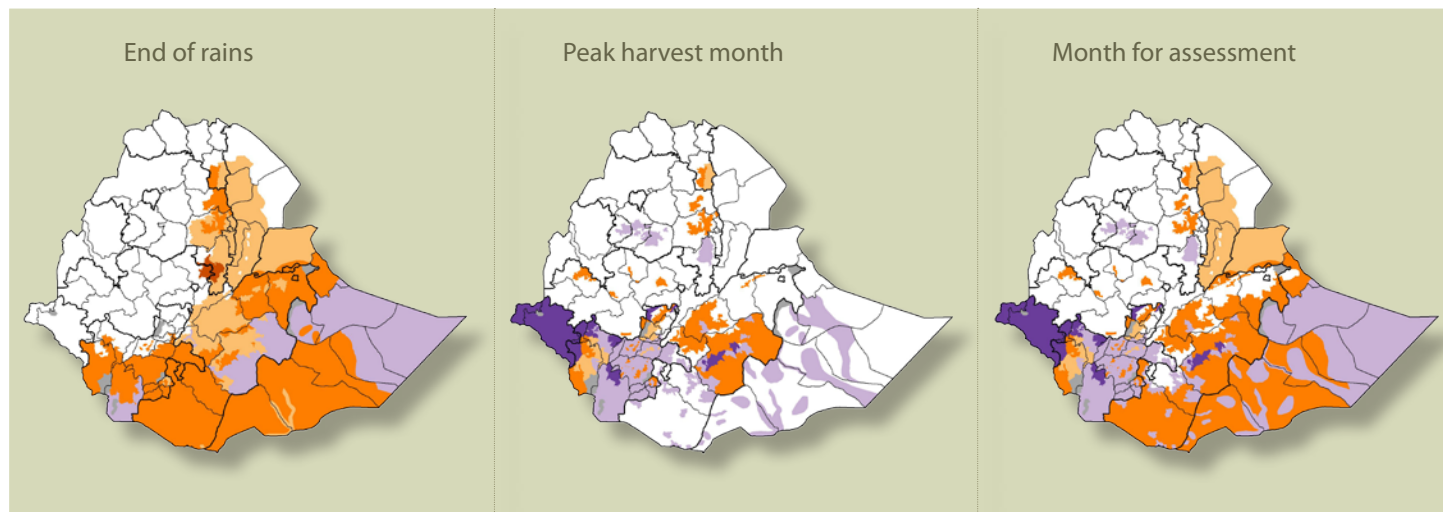 End of rains
Peak harvest month
Month for assessment